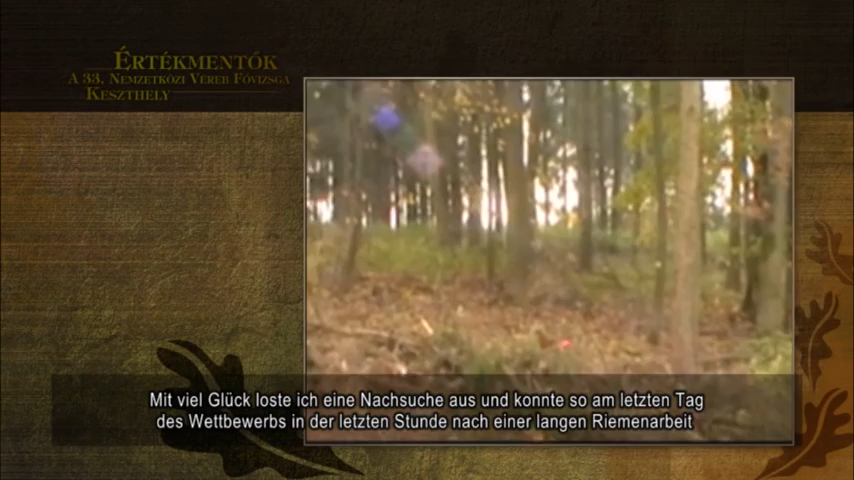 Értékmentők
A 33. Nemzetközi Véreb Fővizsga
Keszthely
Mit viel Glück loste ich eine Nachsuche aus und konnte so am letzten Tag
des Wettbewerbs in der letzten Stunde nach einer langen Riemenarbeit